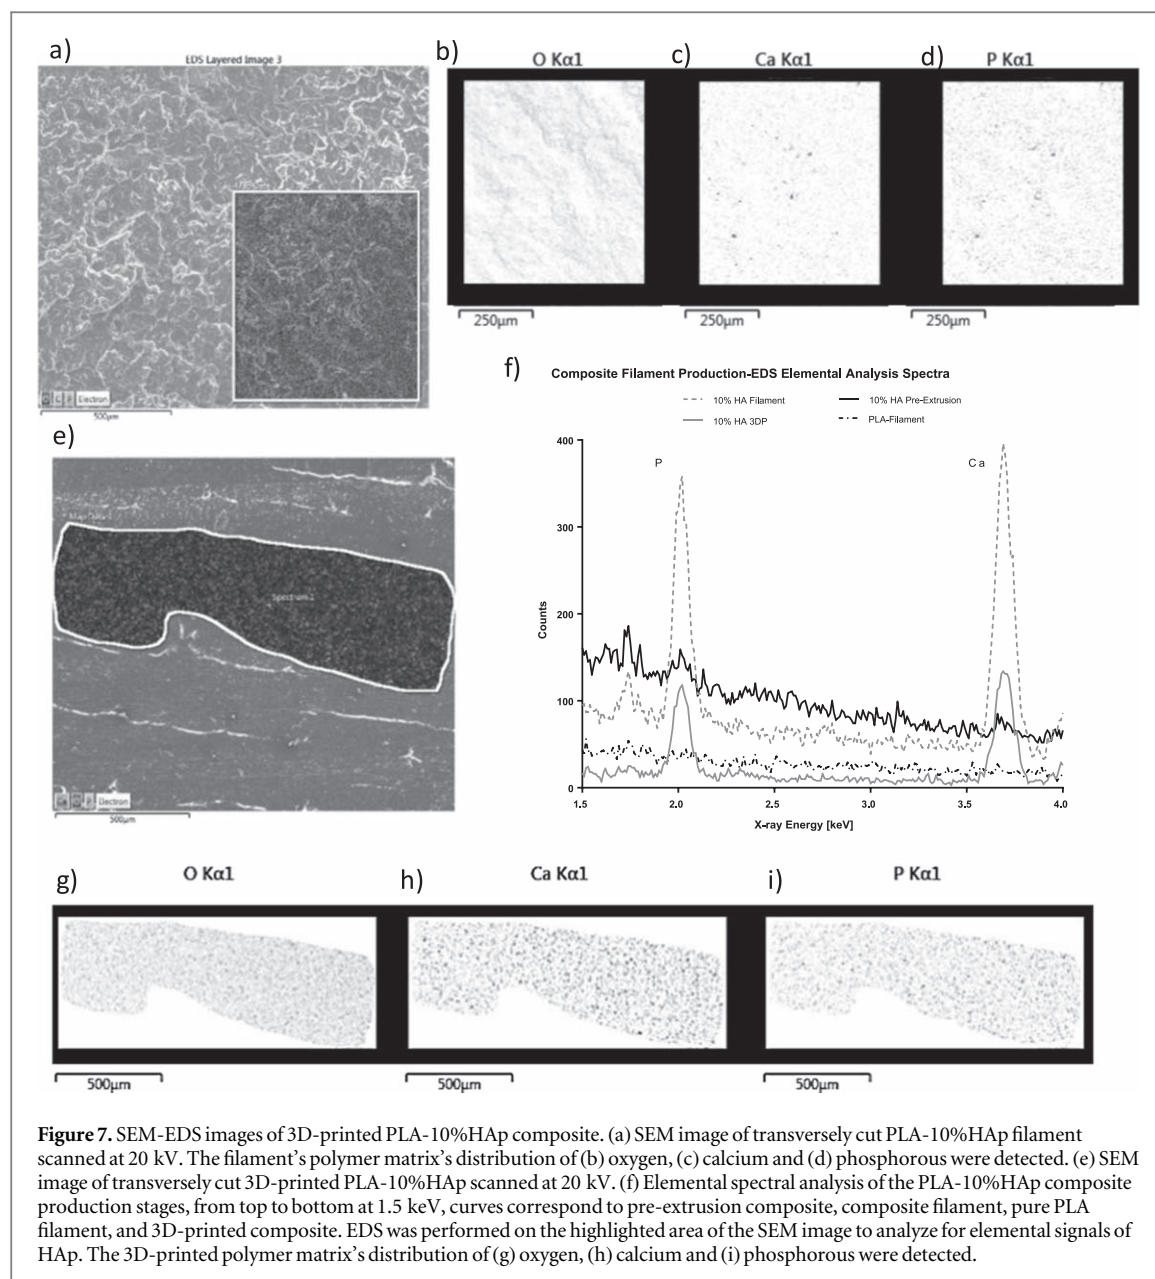 a)
EDS Layered Image 3
Electron
500µm
b)
O Kα1
c)
Ca Kα1
d)
P Kα1
250µm
250µm
250µm
e)
Spectrum 1
Electron
500µm
f)
Composite Filament Production-EDS Elemental Analysis Spectra
10% HA Filament
10% HA Pre-Extrusion
10% HA 3DP
PLA-Filament
400
300
200
100
0
Counts
P
Ca
1.5
2.0
2.5
3.0
3.5
4.0
X-ray Energy [keV]
g)
O Kα1
h)
Ca Kα1
i)
P Kα1
500µm
500µm
500µm
Figure 7. SEM-EDS images of 3D-printed PLA-10%HAp composite. (a) SEM image of transversely cut PLA-10%HAp filament
scanned at 20 kV. The filament's polymer matrix's distribution of (b) oxygen, (c) calcium and (d) phosphorous were detected. (e) SEM
image of transversely cut 3D-printed PLA-10%HAp scanned at 20 kV. (f) Elemental spectral analysis of the PLA-10%HAp composite
production stages, from top to bottom at 1.5 keV, curves correspond to pre-extrusion composite, composite filament, pure PLA
filament, and 3D-printed composite. EDS was performed on the highlighted area of the SEM image to analyze for elemental signals of
HAp. The 3D-printed polymer matrix's distribution of (g) oxygen, (h) calcium and (i) phosphorous were detected.